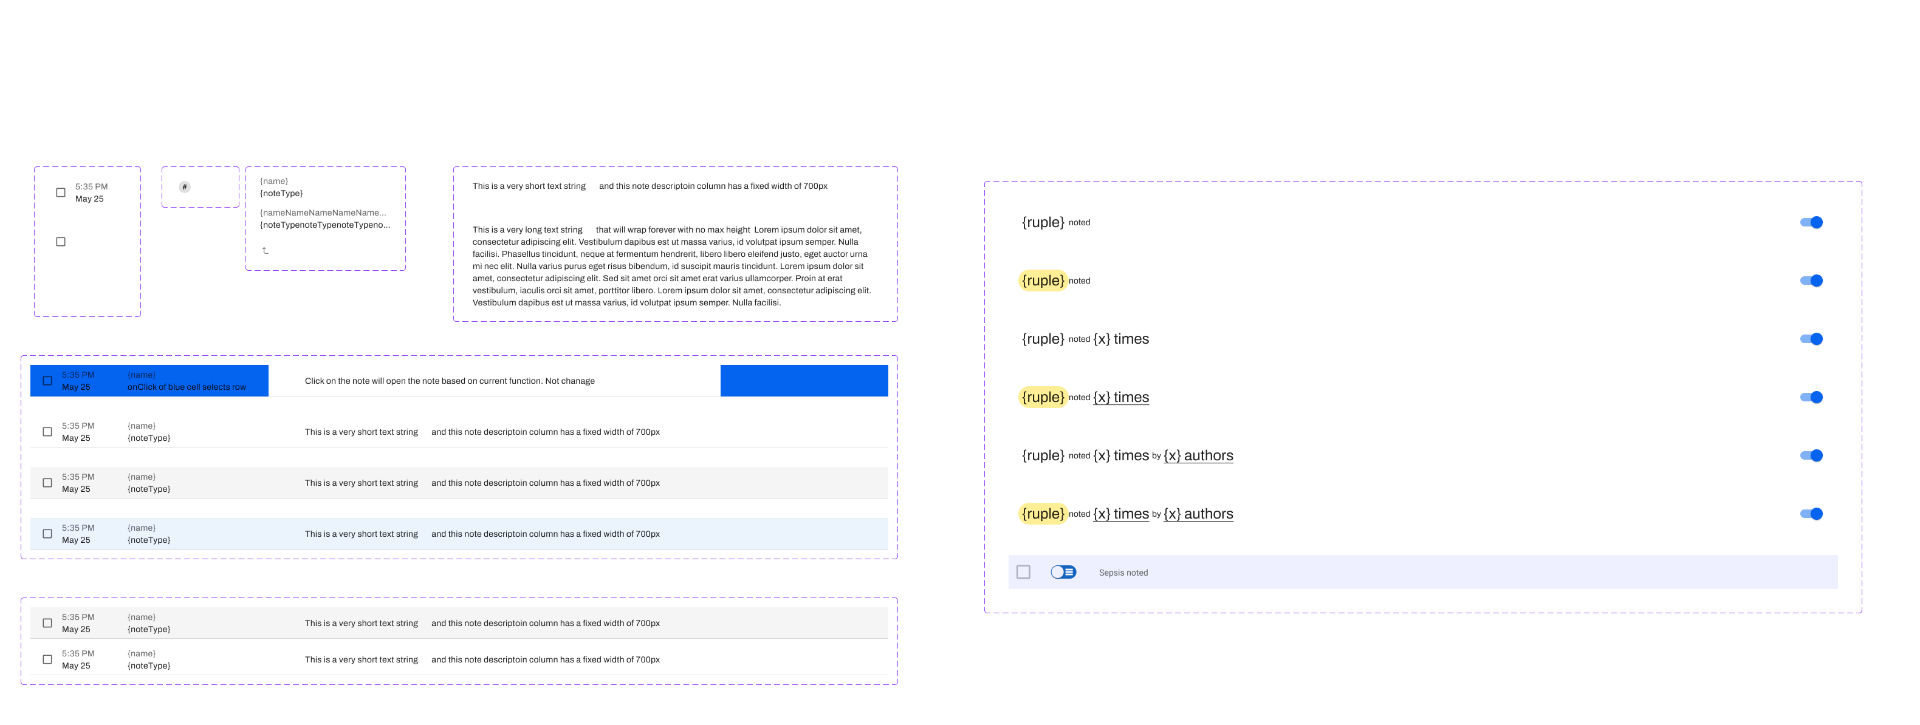 5:35 PM
May 25
#
{name}
{noteType}
{nameNameNameNameName...
{noteTypenoteTypenoteTypeno...
This is a very short text string and this note descriptoin column has a fixed width of 700px
This is a very long text string that will wrap forever with no max height Lorem ipsum dolor sit amet,
consectetur adipiscing elit. Vestibulum dapibus est ut massa varius, id volutpat ipsum semper. Nulla
facilisi. Phasellus tincidunt, neque at fermentum hendrerit, libero libero eleifend justo, eget auctor urna
mi nec elit. Nulla varius purus eget risus bibendum, id suscipit mauris tincidunt. Lorem ipsum dolor sit
amet, consectetur adipiscing elit. Sed sit amet orci sit amet erat varius ullamcorper. Proin at erat
vestibulum, iaculis orci sit amet, porttitor libero. Lorem ipsum dolor sit amet, consectetur adipiscing elit.
Vestibulum dapibus est ut massa varius, id volutpat ipsum semper. Nulla facilisi.
5:35 PM
May 25
{name}
onClick of blue cell selects row
Click on the note will open the note based on current function. Not chanage
5:35 PM
May 25
{name}
{noteType}
This is a very short text string and this note descriptoin column has a fixed width of 700px
5:35 PM
May 25
{name}
{noteType}
This is a very short text string and this note descriptoin column has a fixed width of 700px
5:35 PM
May 25
{name}
{noteType}
This is a very short text string and this note descriptoin column has a fixed width of 700px
5:35 PM
May 25
{name}
{noteType}
This is a very short text string and this note descriptoin column has a fixed width of 700px
5:35 PM
May 25
{name}
{noteType}
This is a very short text string and this note descriptoin column has a fixed width of 700px
{ruple} noted
{ruple} noted
{ruple} noted {x} times
{ruple} noted {x} times
{ruple} noted {x} times by {x} authors
{ruple} noted {x} times by {x} authors
Sepsis noted